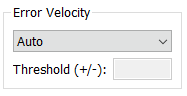 Error Velocity
Auto
Threshold (+/-):